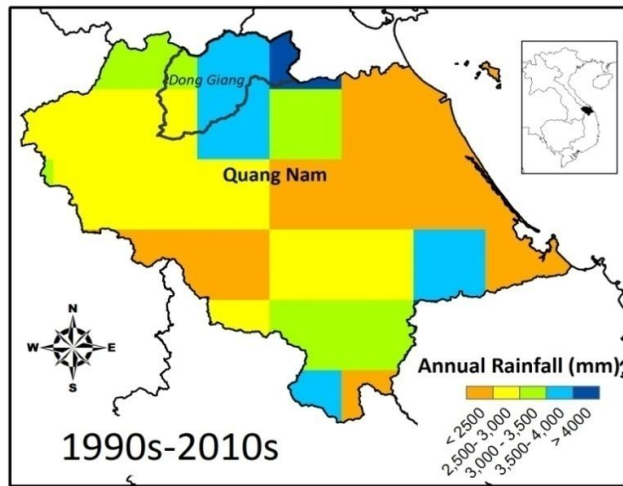 Dong Giang
Quang Nam
N
W E
S
Annual Rainfall (mm)
< 2500
2,500- 3,000
3,000 - 3,500
3,500- 4,000
> 4000
1990s-2010s